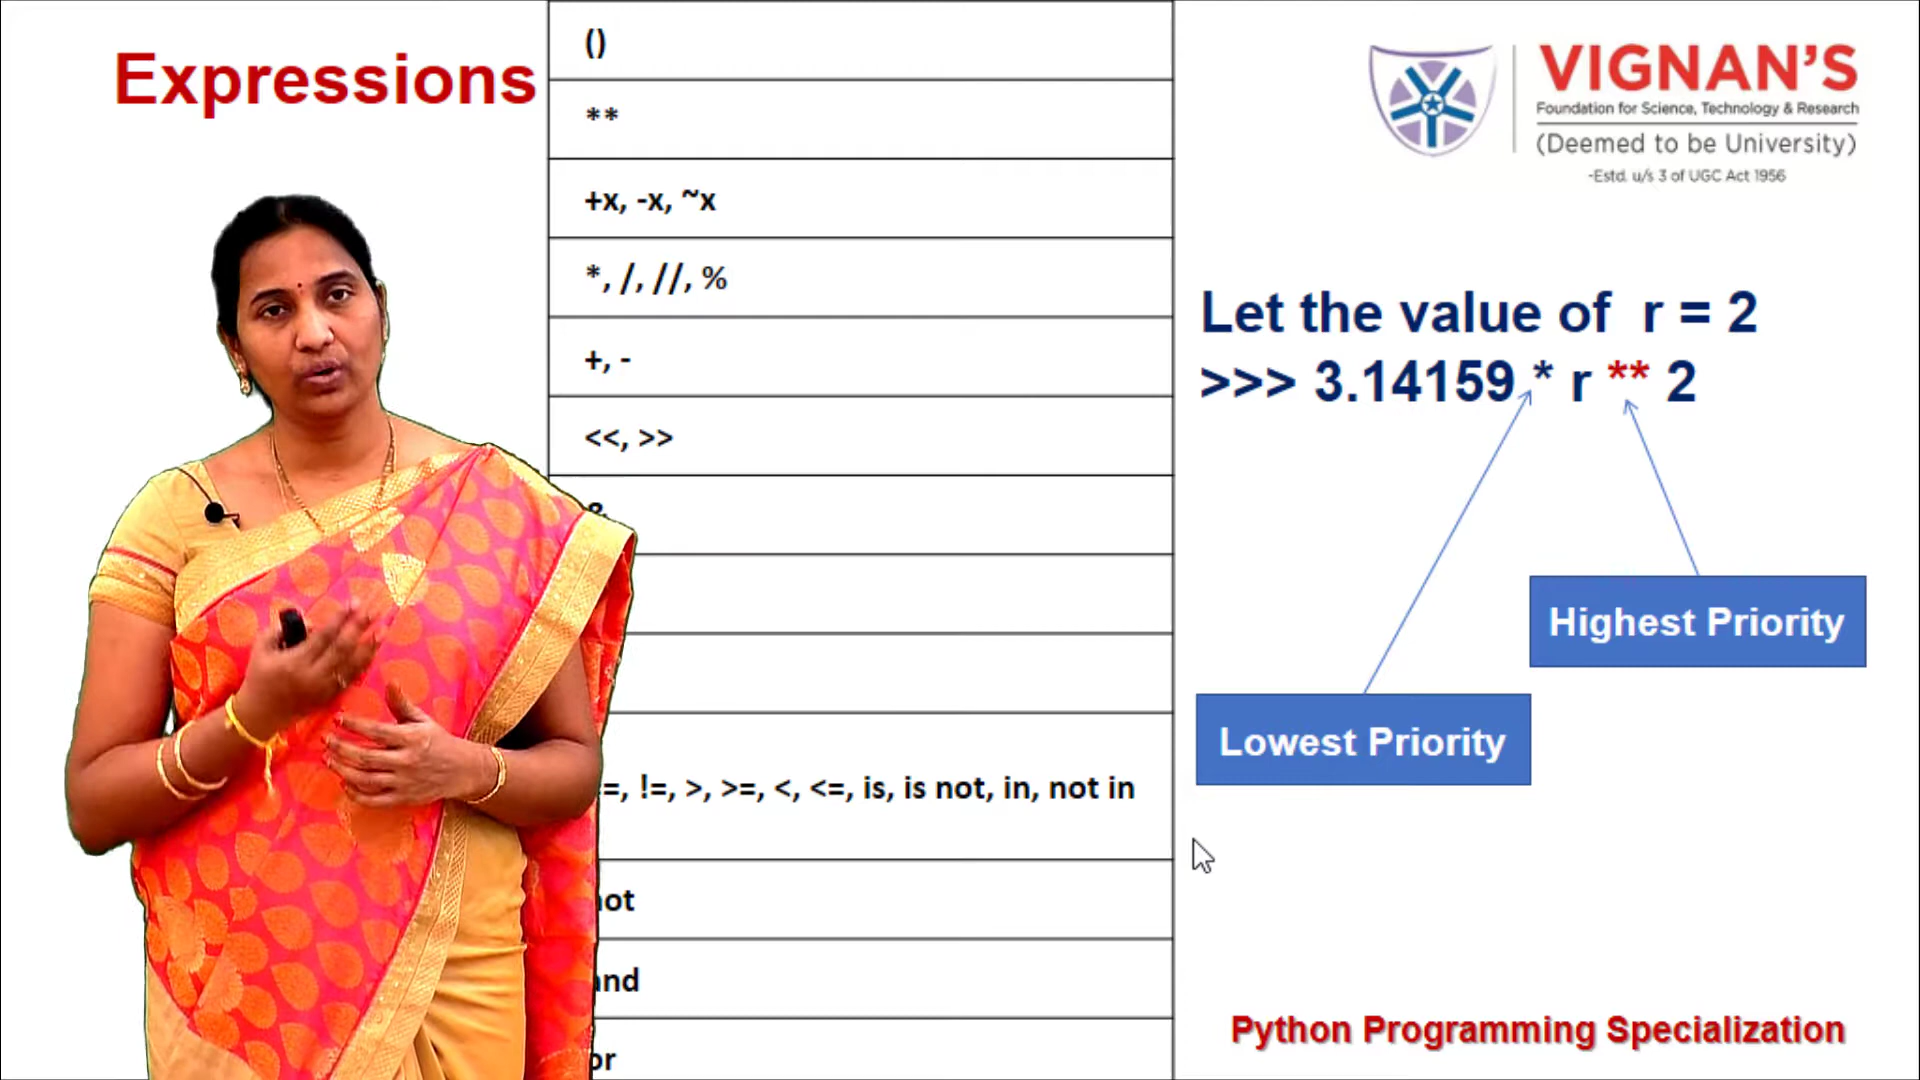 Expressions
()
**
+x, -x, ~x
*, /, //, %
+, -
<<, >>
=, !=, >, >=, <, <=, is, is not, in, not in
not
and
or
VIGNAN'S
Foundation for Science, Technology & Research
(Deemed to be University)
-Estd. u/s 3 of UGC Act 1956
Let the value of r = 2
>>> 3.14159 * r ** 2
Highest Priority
Lowest Priority
Python Programming Specialization